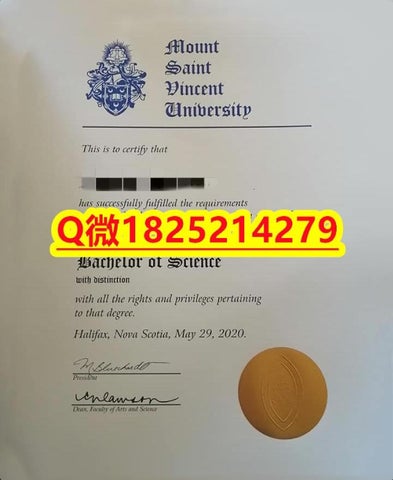 Mount
Saint
Vincent
University
This is to certify that
has successfully fulfilled the requirements
Q微1825214279
Bachelor of Science
with distinction
with all the rights and privileges pertaining
to that degree.
Halifax, Nova Scotia, May 29, 2020.
President
Dean, Faculty of Arts and Science